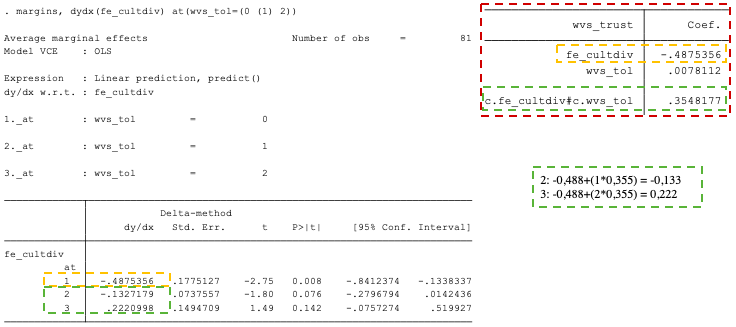 . margins, dydx(fe_cultdiv) at(wvs_tol=(0 (1) 2))
Average marginal effects Number of obs = 81
Model VCE : OLS
Expression : Linear prediction, predict()
dy/dx w.r.t. : fe_cultdiv
1._at : wvs_tol = 0
2._at : wvs_tol = 1
3._at : wvs_tol = 2
Delta-method
dy/dx Std. Err. t P>|t| [95% Conf. Interval]
fe_cultdiv
at
1 -.4875356 .1775127 -2.75 0.008 -.8412374 -.1338337
2 -.1327179 .0737557 -1.80 0.076 -.2796794 .0142436
3 .2220998 .1494709 1.49 0.142 -.0757274 .519927
wvs_trust Coef.
fe_cultdiv -.4875356
wvs_tol .0078112
c.fe_cultdiv#c.wvs_tol .3548177
2: -0,488+(1*0,355) = -0,133
3: -0,488+(2*0,355) = 0,222